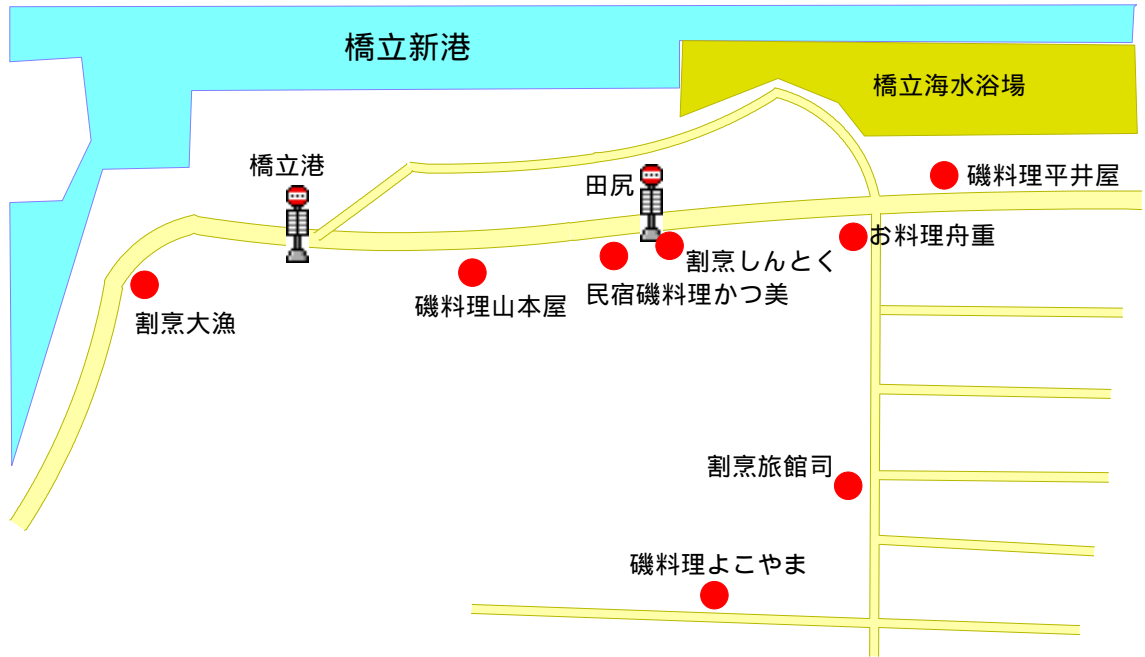 橋立新港
橋立海水浴場
橋立港
田尻
磯料理平井屋
お料理舟重
割烹しんとく
民宿磯料理かつ美
磯料理山本屋
割烹大漁
割烹旅館司
磯料理よこやま